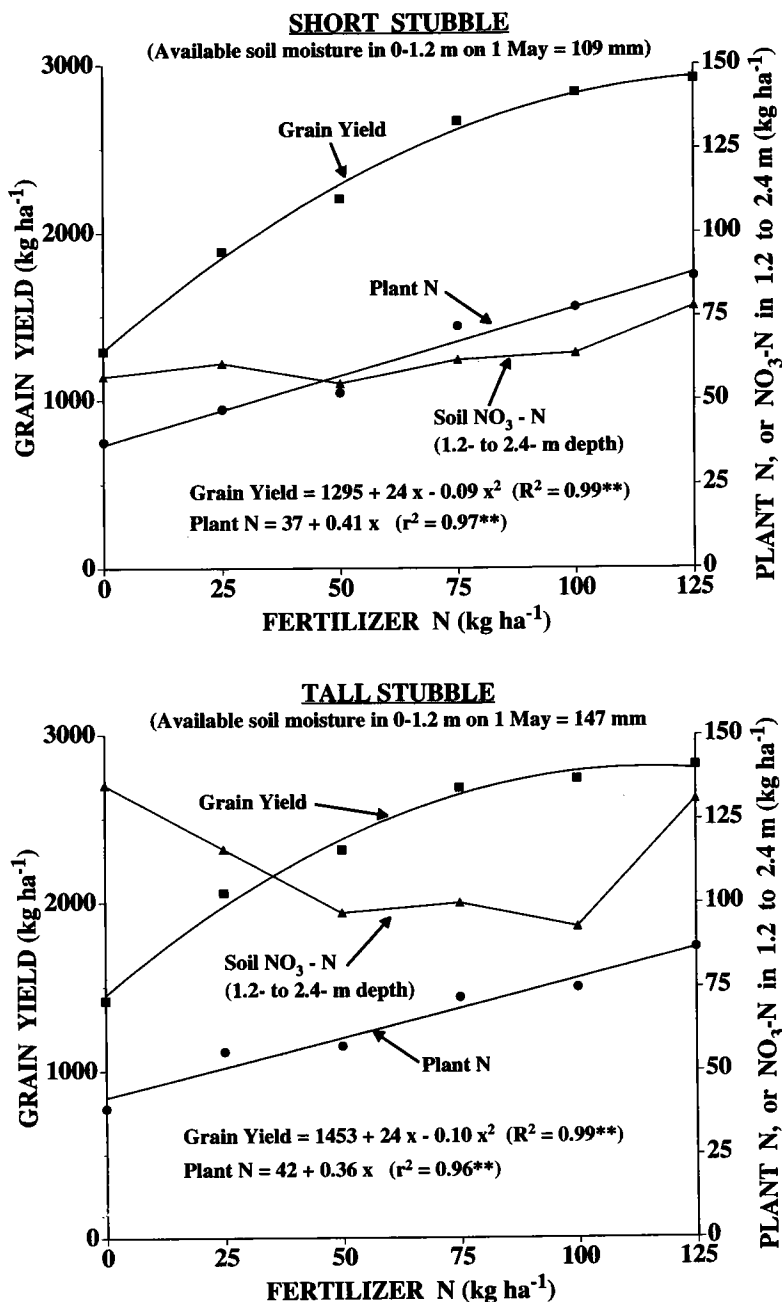 SHORT STUBBLE
(Available soil moisture in 0-1.2 m on 1 May = 109 mm)
GRAIN YIELD (kg ha⁻¹)
3000
2000
1000
0
Grain Yield
Plant N
Soil NO₃ - N
(1.2- to 2.4- m depth)
Grain Yield = 1295 + 24 x - 0.09 x² (R² = 0.99**)
Plant N = 37 + 0.41 x (r² = 0.97**)
150
125
100
75
50
25
0
PLANT N, or NO₃-N in 1.2 to 2.4 m (kg ha⁻¹)
0 25 50 75 100 125
FERTILIZER N (kg ha⁻¹)
TALL STUBBLE
(Available soil moisture in 0-1.2 m on 1 May = 147 mm
GRAIN YIELD (kg ha⁻¹)
3000
2000
1000
0
Grain Yield
Soil NO₃ - N
(1.2- to 2.4- m depth)
Plant N
Grain Yield = 1453 + 24 x - 0.10 x² (R² = 0.99**)
Plant N = 42 + 0.36 x (r² = 0.96**)
150
125
100
75
50
25
0
PLANT N, or NO₃-N in 1.2 to 2.4 m (kg ha⁻¹)
0 25 50 75 100 125
FERTILIZER N (kg ha⁻¹)